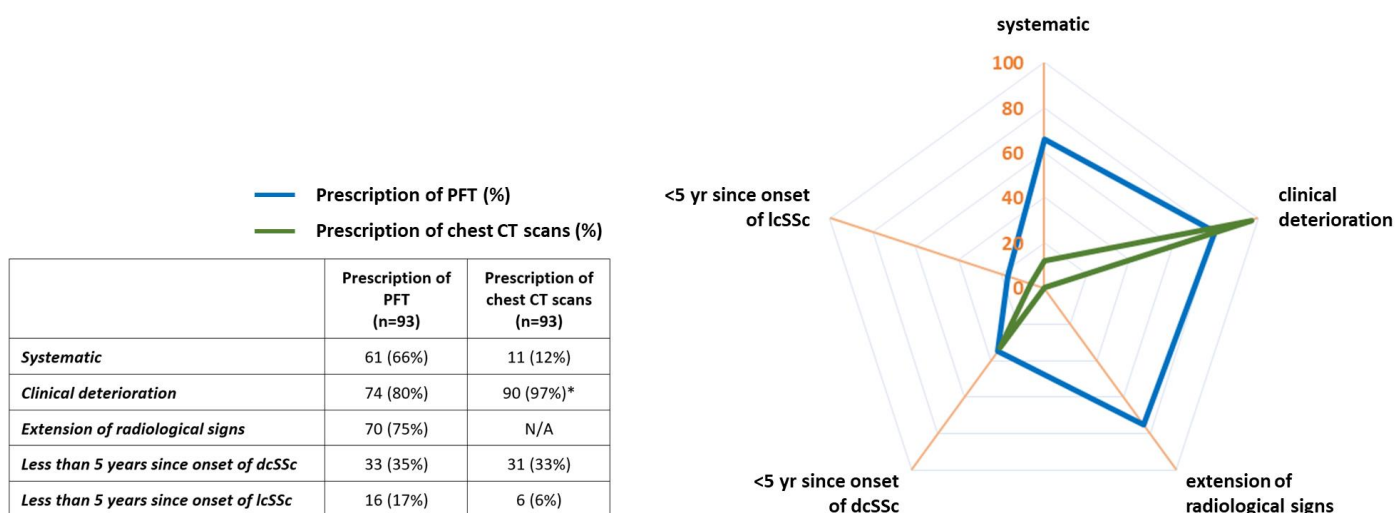 Prescription of PFT (%)
Prescription of chest CT scans (%)
Prescription of
PFT
(n=93)
Prescription of
chest CT scans
(n=93)
Systematic
61 (66%)
11 (12%)
Clinical deterioration
74 (80%)
90 (97%)*
Extension of radiological signs
70 (75%)
N/A
Less than 5 years since onset of dcSSc
33 (35%)
31 (33%)
Less than 5 years since onset of lcSSc
16 (17%)
6 (6%)
systematic
100
80
60
40
20
0
<5 yr since onset
of lcSSc
clinical
deterioration
<5 yr since onset
of dcSSc
extension of
radiological signs